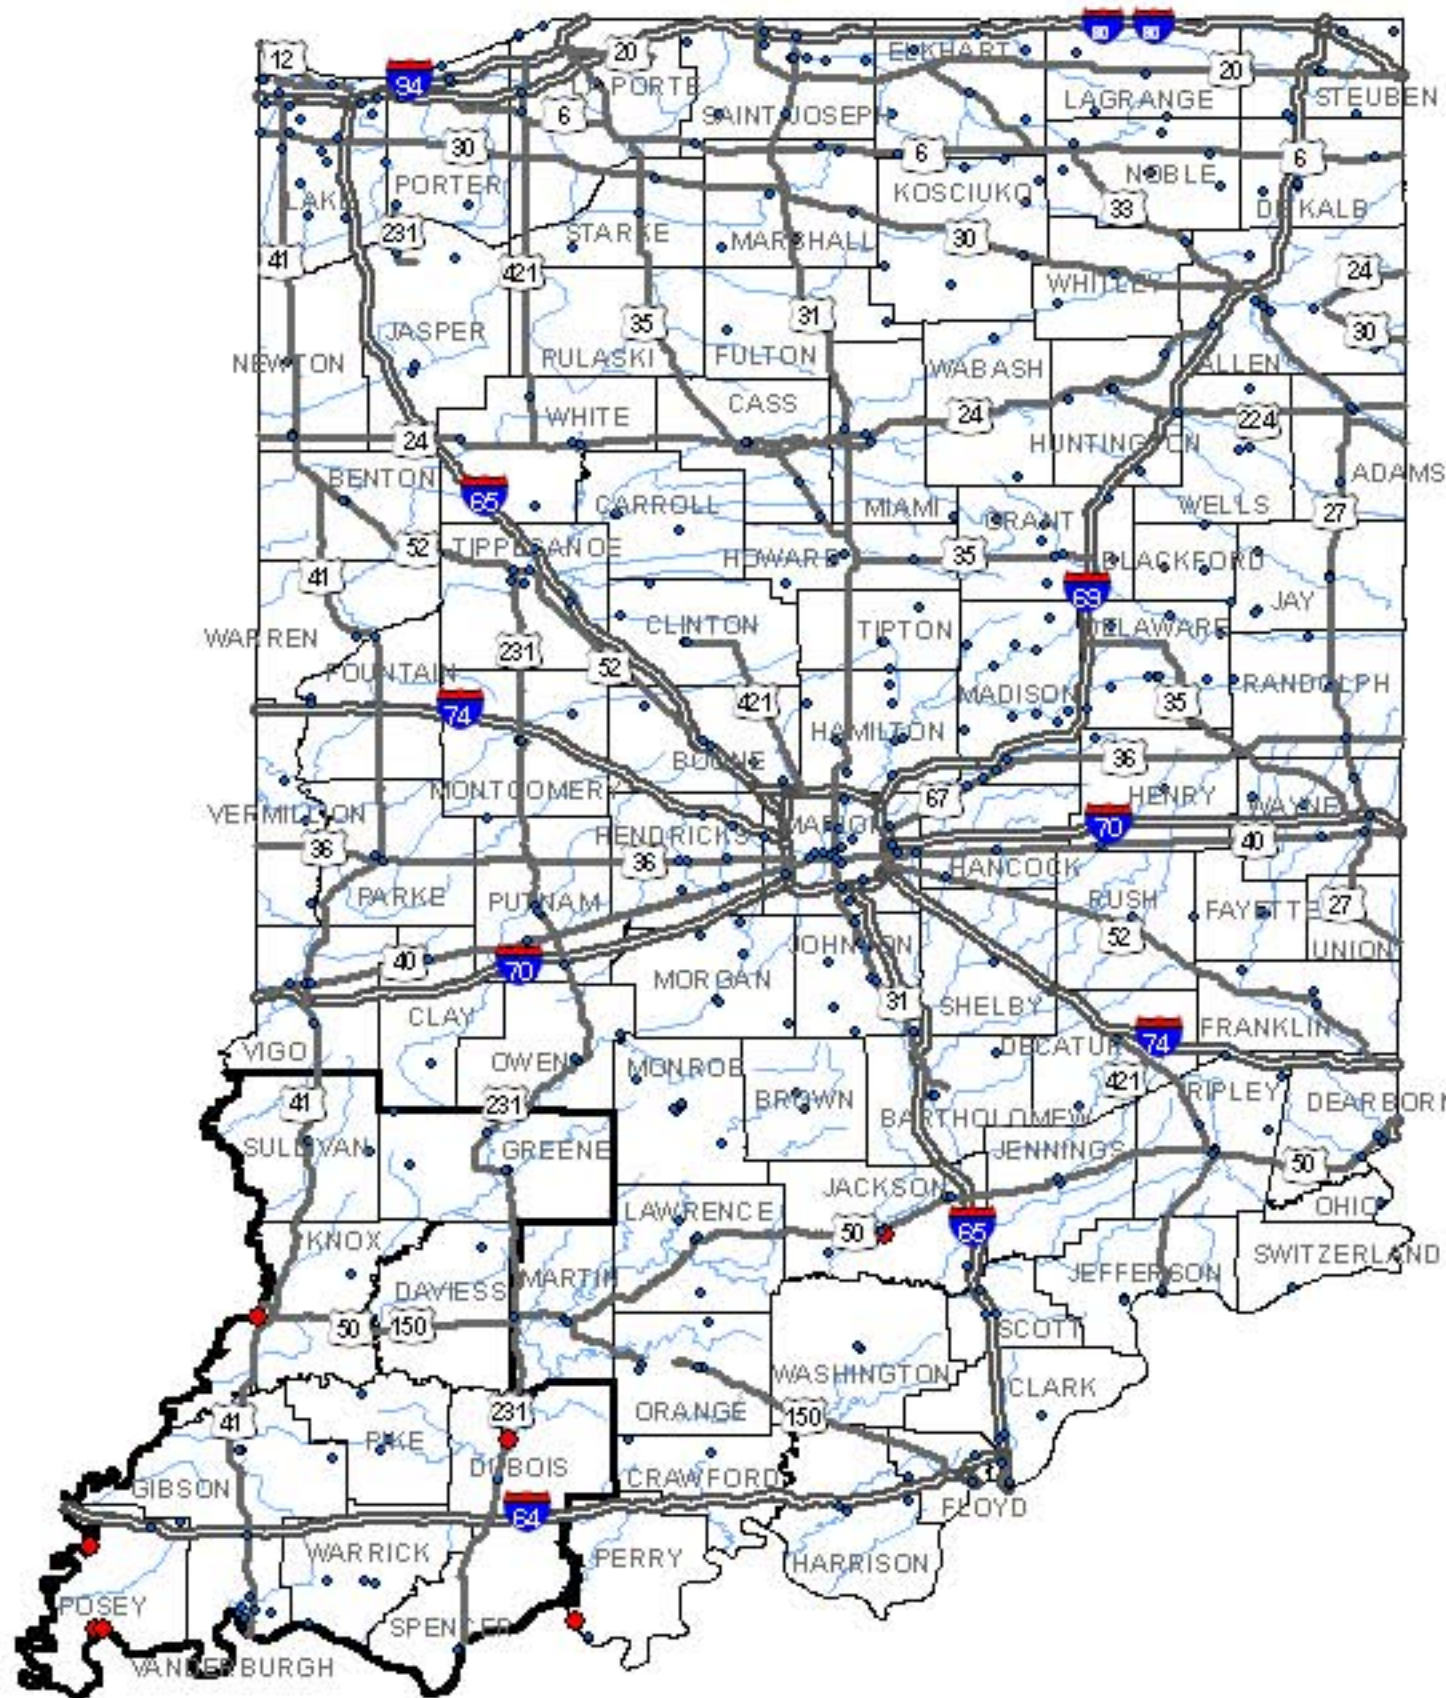 12
94
20
80
80
ELKHART
20
LAPORTE
SAINT JOSEPH
LAGRANGE
STEUBEN
6
30
6
6
LAKE
PORTER
KOSCIUKO
NOBLE
33
DEKALB
231
STARKE
MARSHALL
30
41
421
WHITLEY
24
35
31
30
JASPER
NEWTON
PULASKI
FULTON
WABASH
ALLEN
CASS
WHITE
24
224
24
HUNTINGTON
BENTON
ADAMS
65
CARROLL
MIAMI
GRANT
WELLS
27
52
TIPPECANOE
HOWARD
35
BLACKFORD
41
69
JAY
WARREN
231
CLINTON
TIPTON
DELAWARE
52
FOUNTAIN
74
421
MADISON
35
RANDOLPH
HAMILTON
BOONE
36
MONTGOMERY
67
HENRY
WAYNE
VERMILLION
HENDRICKS
MARION
70
36
36
40
HANCOCK
PARKE
PUTNAM
RUSH
FAYETTE
27
52
UNION
40
70
JOHNSON
MORGAN
31
SHELBY
CLAY
FRANKLIN
VIGO
OWEN
MONROE
DECATUR
74
421
RIPLEY
41
231
BROWN
BARTHOLOMEW
DEARBORN
SULLIVAN
GREENE
JENNINGS
50
JACKSON
LAWRENCE
OHIO
KNOX
50
65
SWITZERLAND
DAVIESS
MARTIN
JEFFERSON
50
150
SCOTT
WASHINGTON
CLARK
41
231
ORANGE
150
PIKE
DUBOIS
GIBSON
CRAWFORD
64
FLOYD
WARRICK
PERRY
HARRISON
POSEY
SPENCER
VANDERBURGH